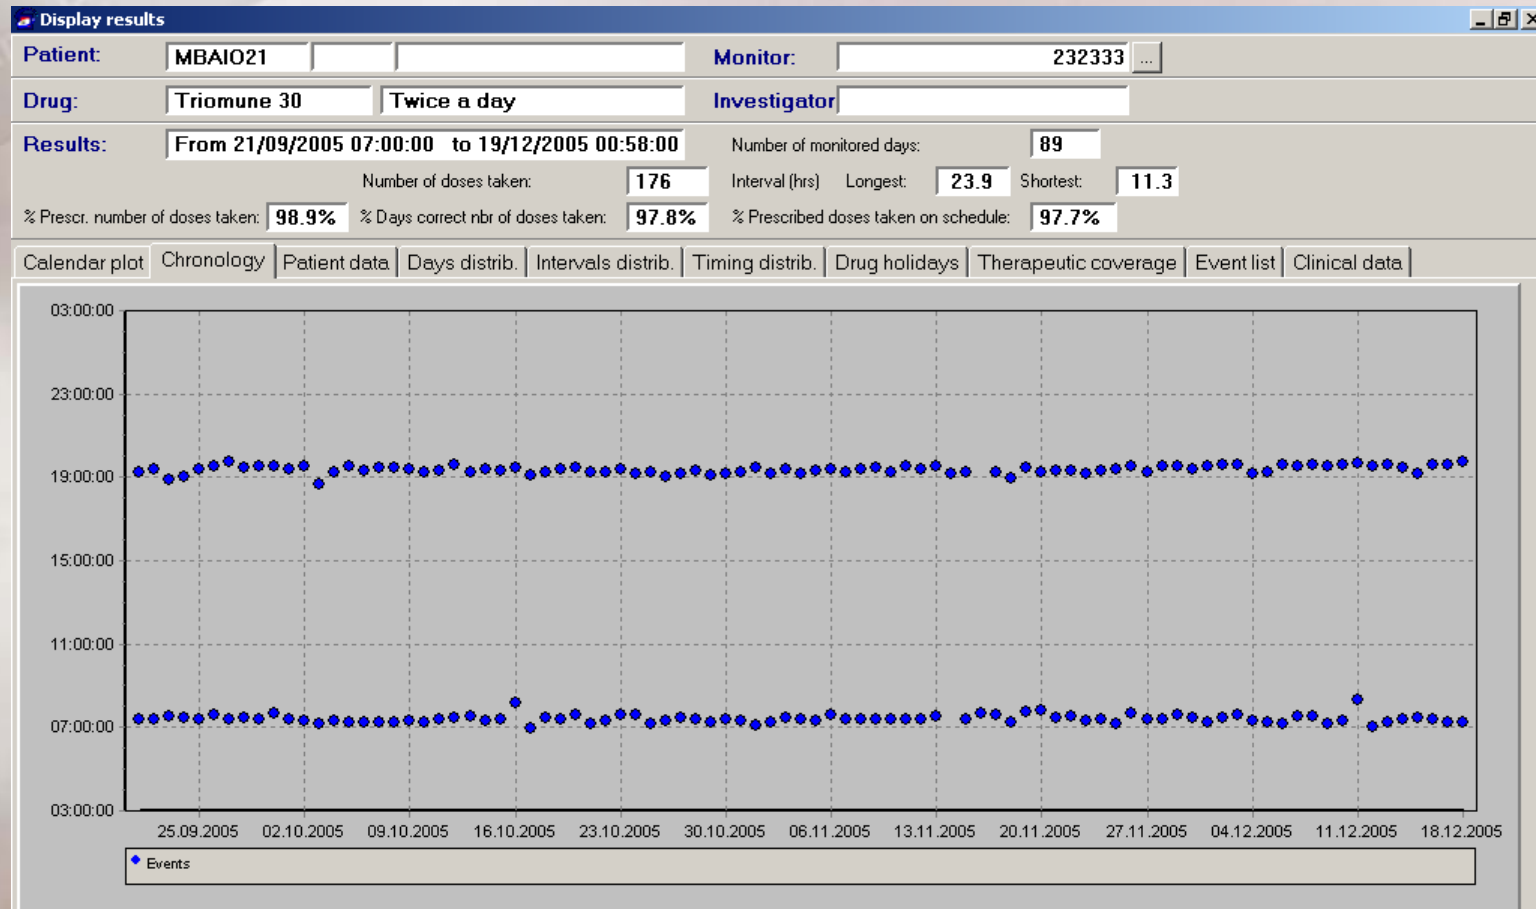 Display results
Patient: MBAIO21 Monitor: 232333 ...
Drug: Triomune 30 Twice a day Investigator
Results: From 21/09/2005 07:00:00 to 19/12/2005 00:58:00 Number of monitored days: 89
Number of doses taken: 176 Interval (hrs) Longest: 23.9 Shortest: 11.3
% Prescr. number of doses taken: 98.9% % Days correct nbr of doses taken: 97.8% % Prescribed doses taken on schedule: 97.7%
Calendar plot Chronology Patient data Days distrib. Intervals distrib. Timing distrib. Drug holidays Therapeutic coverage Event list Clinical data
03:00:00
23:00:00
19:00:00
15:00:00
11:00:00
07:00:00
03:00:00
25.09.2005 02.10.2005 09.10.2005 16.10.2005 23.10.2005 30.10.2005 06.11.2005 13.11.2005 20.11.2005 27.11.2005 04.12.2005 11.12.2005 18.12.2005
Events